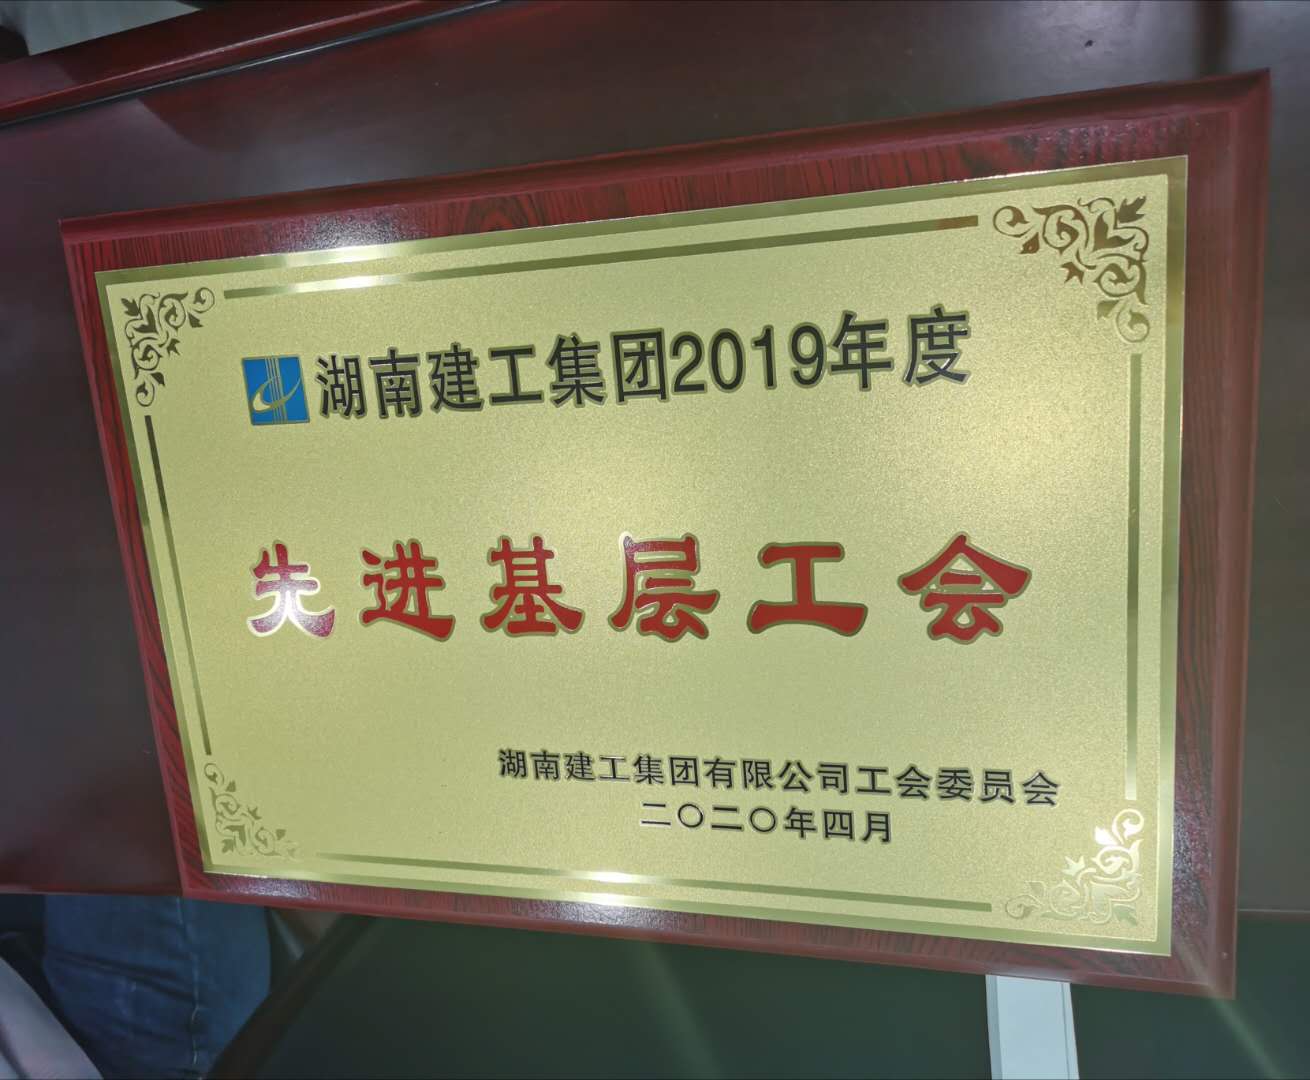 湖南建工集团2019年度
先进基层工会
湖南建工集团有限公司工会委员会
二〇二〇年四月